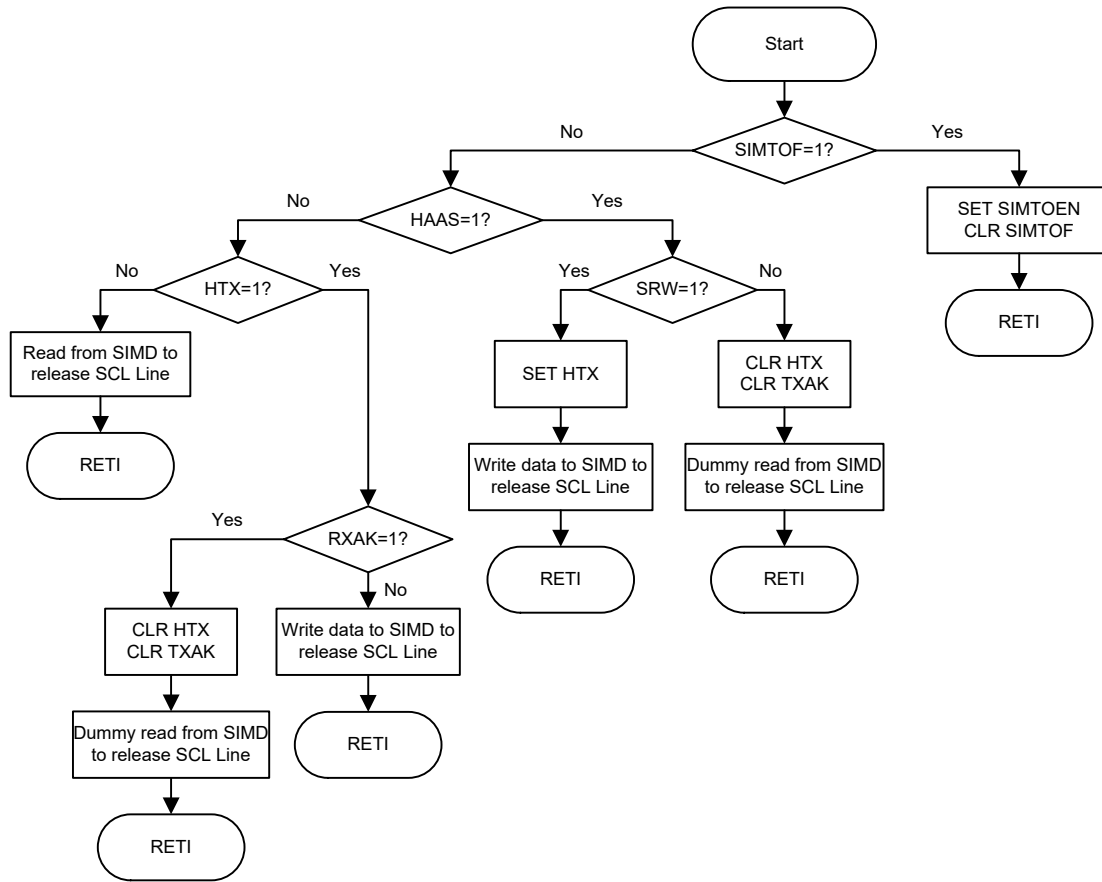 Start
No
Yes
SIMTOF=1?
No
HAAS=1?
Yes
SET SIMTOEN
CLR SIMTOF
No
HTX=1?
Yes
Yes
SRW=1?
No
RETI
Read from SIMD to
release SCL Line
SET HTX
CLR HTX
CLR TXAK
RETI
Write data to SIMD to
release SCL Line
Dummy read from SIMD
to release SCL Line
Yes
RXAK=1?
RETI
RETI
No
CLR HTX
CLR TXAK
Write data to SIMD to
release SCL Line
Dummy read from SIMD
to release SCL Line
RETI
RETI